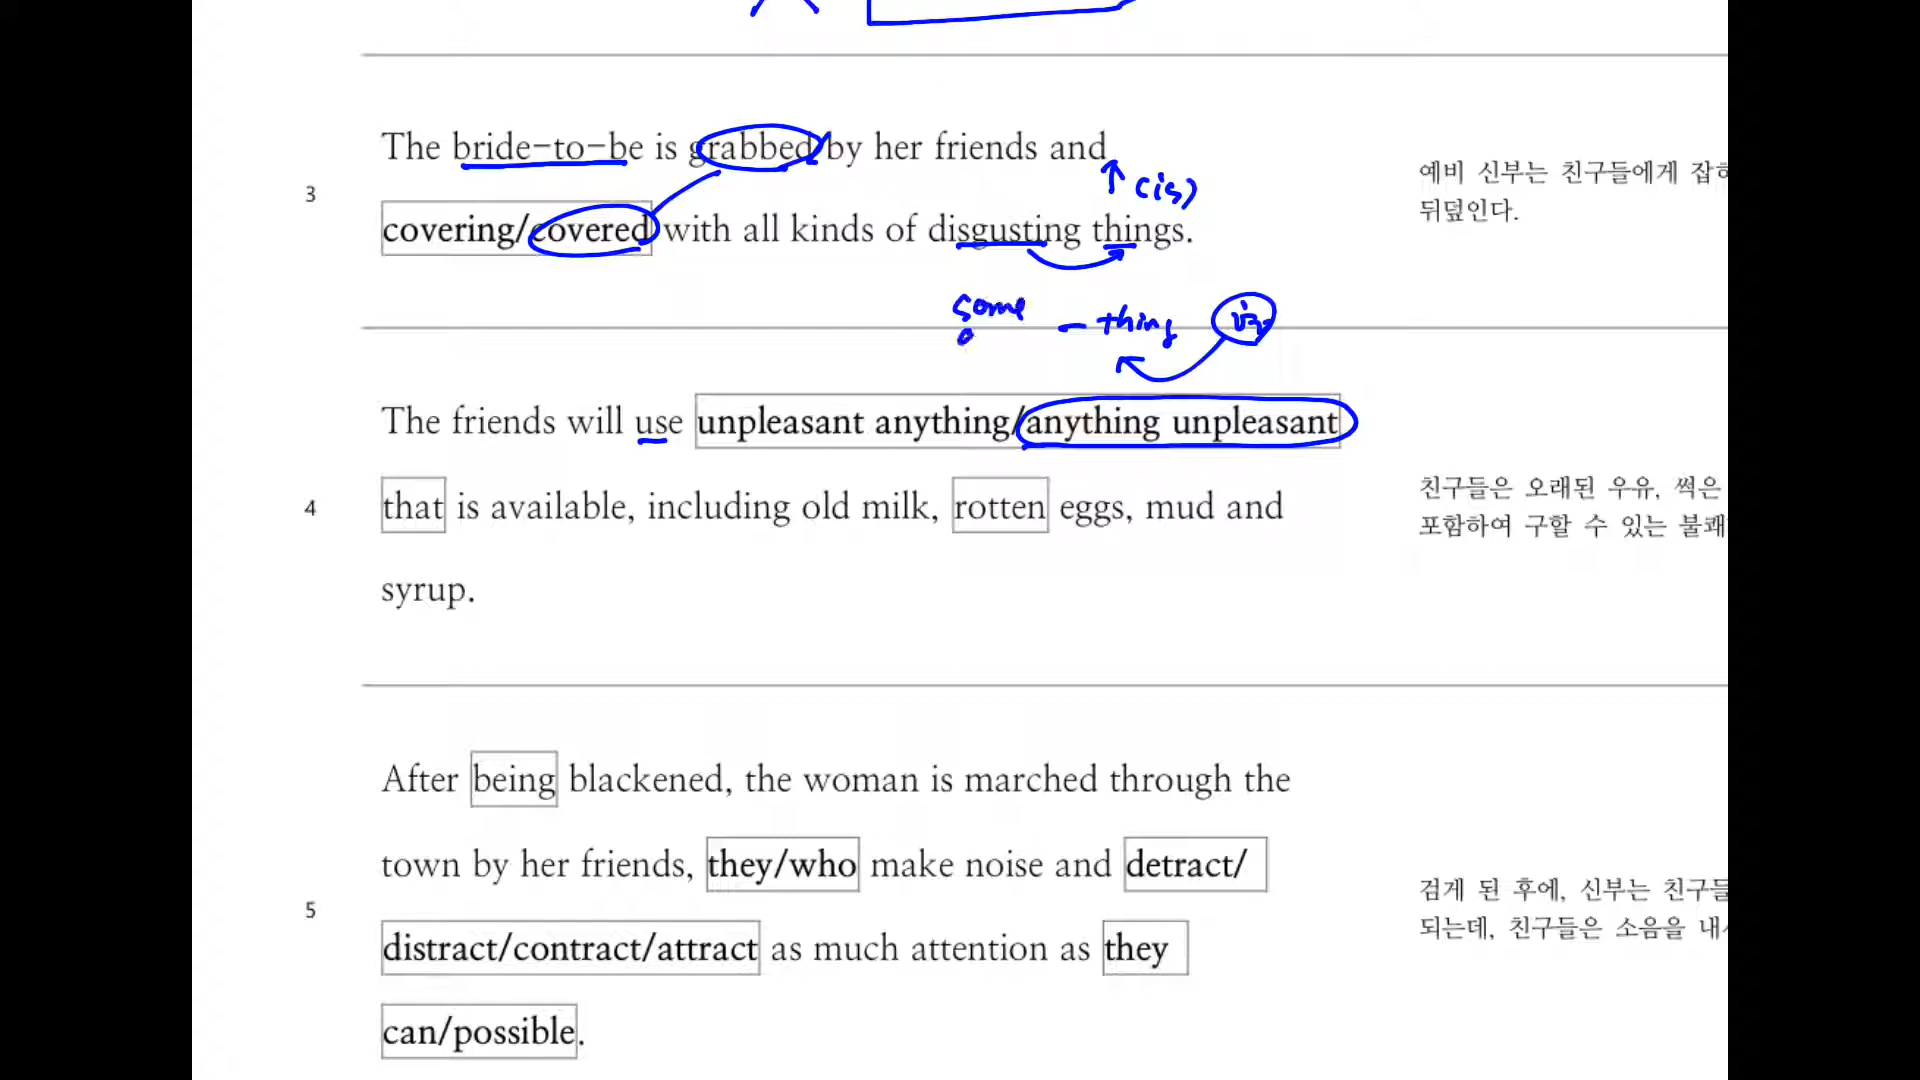 The bride-to-be is grabbed by her friends and
(is)
3
covering/covered with all kinds of disgusting things.
예비 신부는 친구들에게 잡히
뒤덮인다.
some - thing
The friends will use unpleasant anything/anything unpleasant
4
that is available, including old milk, rotten eggs, mud and
syrup.
친구들은 오래된 우유, 썩은
포함하여 구할 수 있는 불쾌
After being blackened, the woman is marched through the
town by her friends, they/who make noise and detract/
5
distract/contract/attract as much attention as they
can/possible.
검게 된 후에, 신부는 친구들
되는데, 친구들은 소음을 내